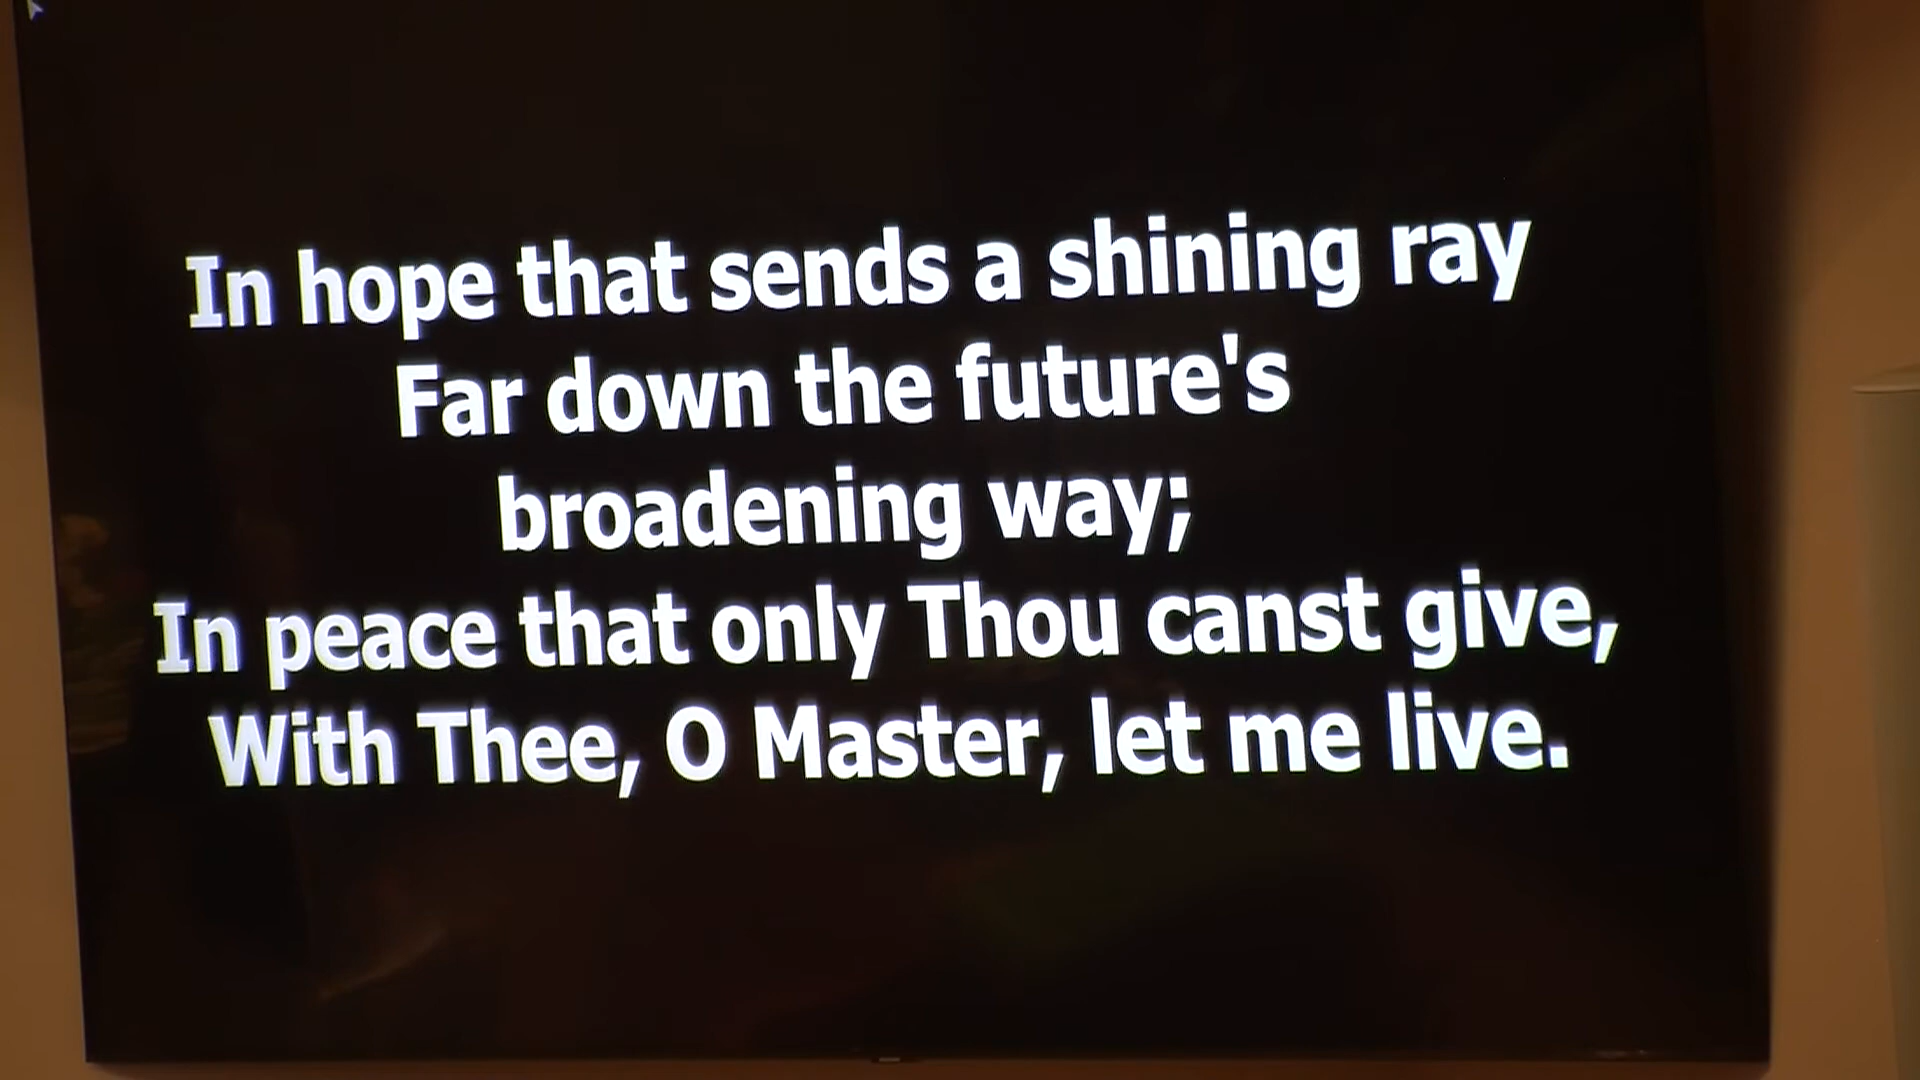 In hope that sends a shining ray
Far down the future's
broadening way;
In peace that only Thou canst give,
With Thee, O Master, let me live.